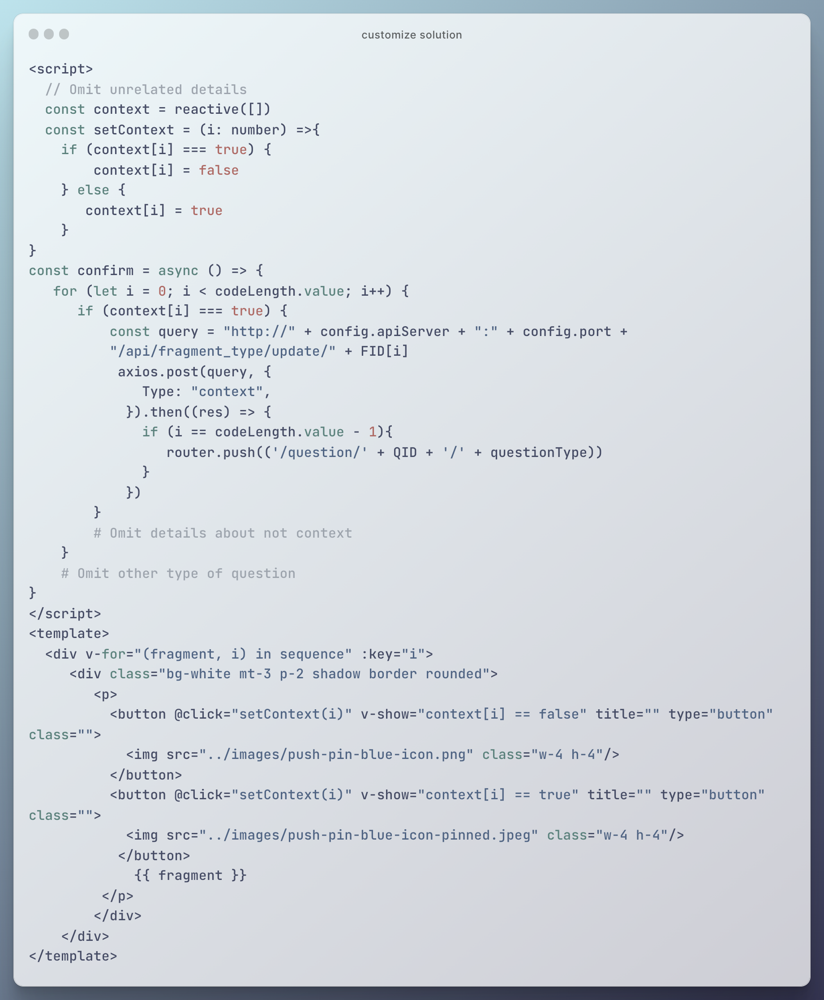 customize solution
<script>
  // Omit unrelated details
  const context = reactive([])
  const setContext = (i: number) =>{
    if (context[i] === true) {
        context[i] = false
    } else {
       context[i] = true
    }
}
const confirm = async () => {
   for (let i = 0; i < codeLength.value; i++) {
      if (context[i] === true) {
          const query = "http://" + config.apiServer + ":" + config.port +
          "/api/fragment_type/update/" + FID[i]
           axios.post(query, {
              Type: "context",
            }).then((res) => {
              if (i == codeLength.value - 1){
                 router.push(('/question/' + QID + '/' + questionType))
              }
            })
        }
        # Omit details about not context
    }
    # Omit other type of question
}
</script>
<template>
  <div v-for="(fragment, i) in sequence" :key="i">
     <div class="bg-white mt-3 p-2 shadow border rounded">
        <p>
          <button @click="setContext(i)" v-show="context[i] == false" title="" type="button"
class="">
            <img src="../images/push-pin-blue-icon.png" class="w-4 h-4"/>
          </button>
          <button @click="setContext(i)" v-show="context[i] == true" title="" type="button"
class="">
            <img src="../images/push-pin-blue-icon-pinned.jpeg" class="w-4 h-4"/>
           </button>
             {{ fragment }}
         </p>
        </div>
    </div>
</template>